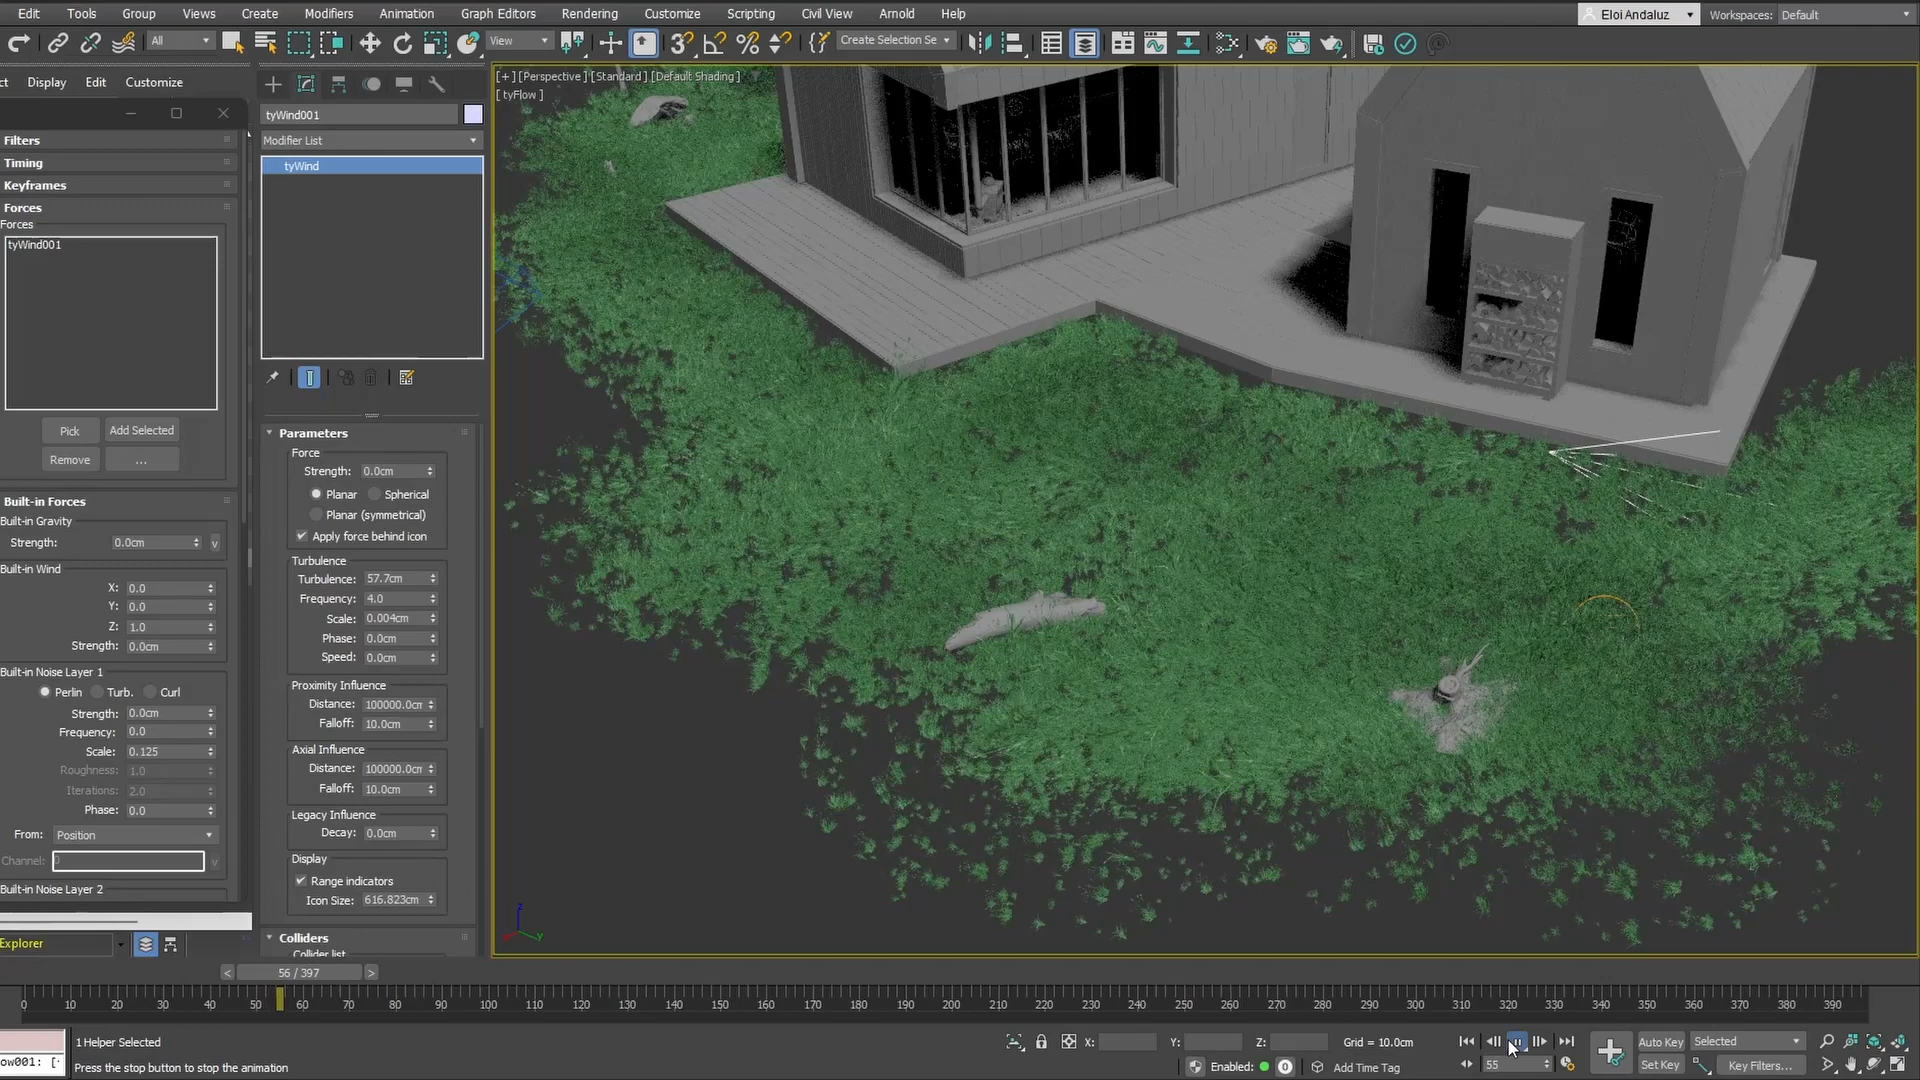 Edit Tools Group Views Create Modifiers Animation Graph Editors Rendering Customize Scripting Civil View Arnold Help
Eloi Andaluz Workspaces: Default
All View Create Selection Se
ct Display Edit Customize
Filters
Timing
Keyframes
Forces
Forces
tyWind001
Pick Add Selected
Remove ...
Built-in Forces
Built-in Gravity
Strength: 0.0cm v
Built-in Wind
X: 0.0
Y: 0.0
Z: 1.0
Strength: 0.0cm
Built-in Noise Layer 1
Perlin Turb. Curl
Strength: 0.0cm
Frequency: 0.0
Scale: 0.125
Roughness: 1.0
Iterations: 2.0
Phase: 0.0
From: Position
Channel: 0 v
Built-in Noise Layer 2
Explorer
tyWind001
Modifier List
tyWind
Parameters
Force
Strength: 0.0cm
Planar Spherical
Planar (symmetrical)
Apply force behind icon
Turbulence
Turbulence: 57.7cm
Frequency: 4.0
Scale: 0.004cm
Phase: 0.0cm
Speed: 0.0cm
Proximity Influence
Distance: 100000.0cm
Falloff: 10.0cm
Axial Influence
Distance: 100000.0cm
Falloff: 10.0cm
Legacy Influence
Decay: 0.0cm
Display
Range indicators
Icon Size: 616.823cm
Colliders
Collider list
[+] [Perspective] [Standard] [Default Shading]
[ tyFlow ]
z
y
< 56 / 397 >
0 10 20 30 40 50 60 70 80 90 100 110 120 130 140 150 160 170 180 190 200 210 220 230 240 250 260 270 280 290 300 310 320 330 340 350 360 370 380 390
ow001: [
1 Helper Selected
Press the stop button to stop the animation
X: Y: Z: Grid = 10.0cm
Enabled: 0 Add Time Tag
55
Auto Key Selected
Set Key Key Filters...